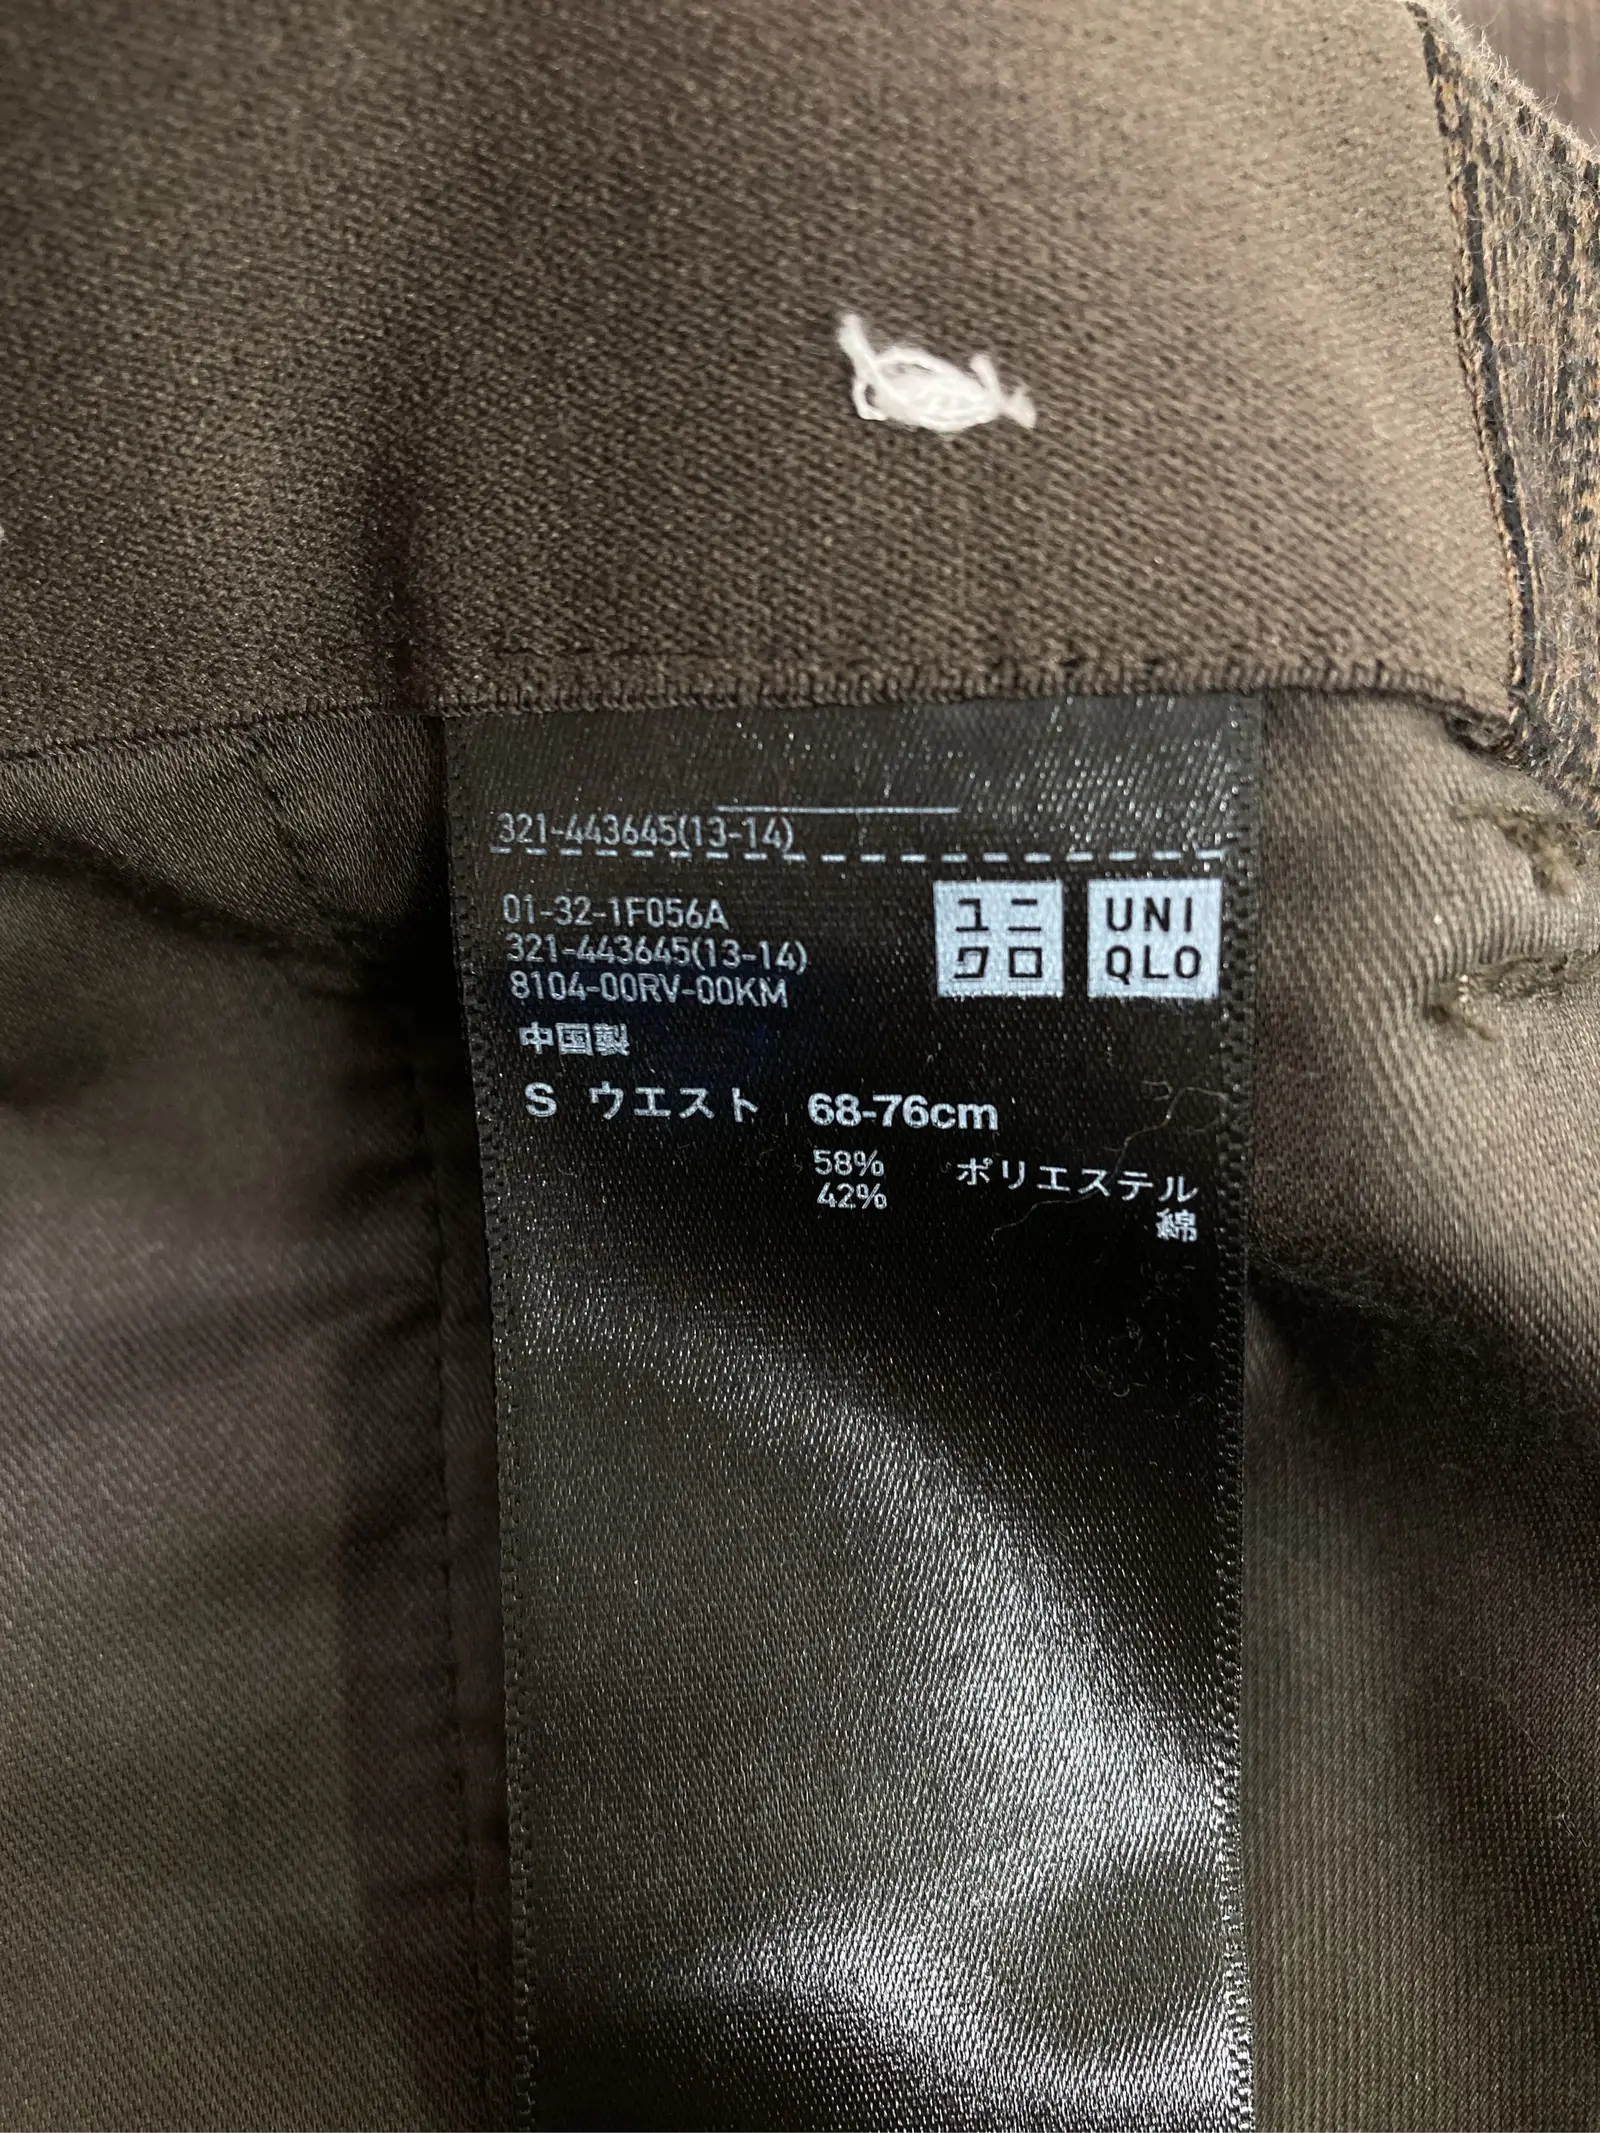 321-443645(13-14)
01-32-1F056A
321-443645(13-14)
8104-00RV-00KM
ユニ
クロ
UNI
QLO
中国製
S ウエスト 68-76cm
58% ポリエステル
42% 綿